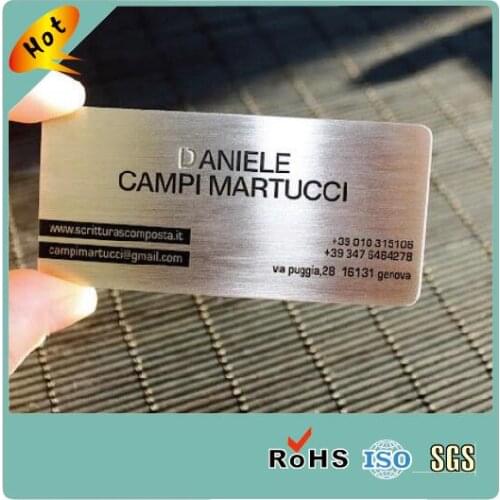 Hot
DANIELE
CAMPI MARTUCCI
www.scritturascomposta.it
campimartucci@gmail.com
+39 010 315106
+39 347 6464278
via puggia,28 16131 genova
RoHS ISO SGS